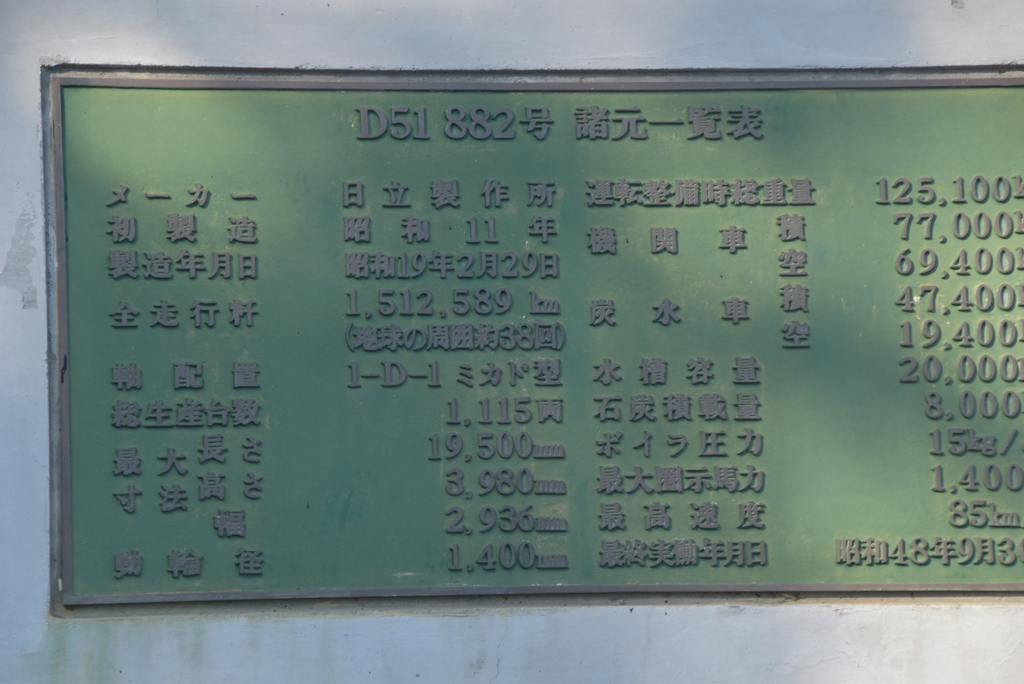 D51 882号 諸元一覧表
メーカー 日立製作所
初製造 昭和11年
製造年月日 昭和19年2月29日
全走行粁 1,512,589 km
(地球の周囲約38回)
軸配置 1-D-1 ミカド型
総生産台数 1,115両
最大寸法 長さ 19,500mm
高さ 3,980mm
幅 2,936mm
動輪径 1,400mm
運転整備時総重量 125,100k
機関車 積 77,000k
空 69,400k
炭水車 積 47,400k
空 19,400k
水槽容量 20,000
石炭積載量 8,000
ボイラ圧力 15kg/
最大図示馬力 1,400
最高速度 85km
最終実働年月日 昭和48年9月3